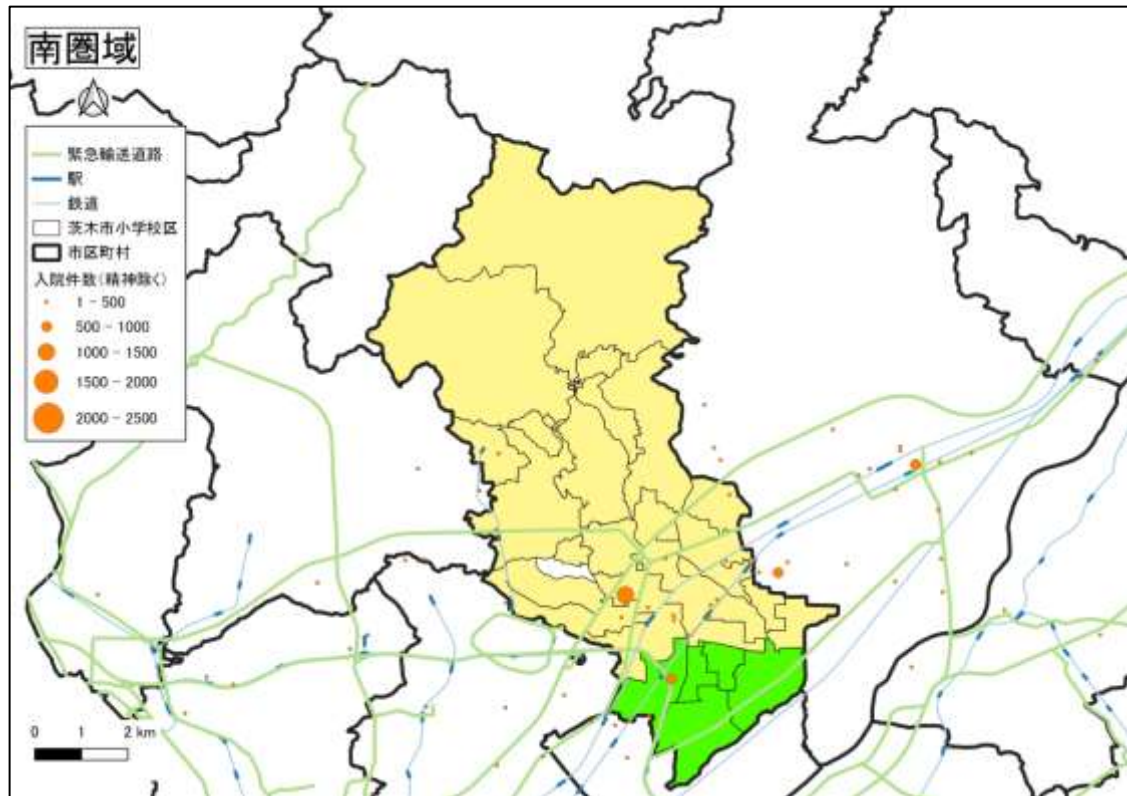 南圏域
緊急輸送道路
駅
鉄道
茨木市小学校区
市区町村
入院件数(精神除く)
1 - 500
500 - 1000
1000 - 1500
1500 - 2000
2000 - 2500
0 1 2 km